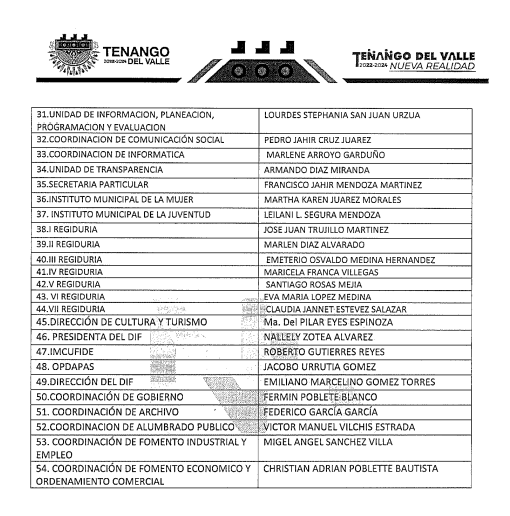 TENANGO
2022-2024 DEL VALLE
TENANGO DEL VALLE
2022-2024 NUEVA REALIDAD
31.UNIDAD DE INFORMACION, PLANEACION, LOURDES STEPHANIA SAN JUAN URZUA
PROGRAMACION Y EVALUACION
32.COORDINACION DE COMUNICACIÓN SOCIAL PEDRO JAHIR CRUZ JUAREZ
33.COORDINACION DE INFORMATICA MARLENE ARROYO GARDUÑO
34.UNIDAD DE TRANSPARENCIA ARMANDO DIAZ MIRANDA
35.SECRETARIA PARTICULAR FRANCISCO JAHIR MENDOZA MARTINEZ
36.INSTITUTO MUNICIPAL DE LA MUJER MARTHA KAREN JUAREZ MORALES
37. INSTITUTO MUNICIPAL DE LA JUVENTUD LEILANI L. SEGURA MENDOZA
38.I REGIDURIA JOSE JUAN TRUJILLO MARTINEZ
39.II REGIDURIA MARLEN DIAZ ALVARADO
40.III REGIDURIA EMETERIO OSVALDO MEDINA HERNANDEZ
41.IV REGIDURIA MARICELA FRANCA VILLEGAS
42.V REGIDURIA SANTIAGO ROSAS MEJIA
43. VI REGIDURIA EVA MARIA LOPEZ MEDINA
44.VII REGIDURIA CLAUDIA JANNET ESTEVEZ SALAZAR
45.DIRECCIÓN DE CULTURA Y TURISMO Ma. Del PILAR EYES ESPINOZA
46. PRESIDENTA DEL DIF NALLELY ZOTEA ALVAREZ
47.IMCUFIDE ROBERTO GUTIERRES REYES
48. OPDAPAS JACOBO URRUTIA GOMEZ
49.DIRECCIÓN DEL DIF EMILIANO MARCELINO GOMEZ TORRES
50.COORDINACIÓN DE GOBIERNO FERMIN POBLETE BLANCO
51. COORDINACIÓN DE ARCHIVO FEDERICO GARCÍA GARCÍA
52.COORDINACION DE ALUMBRADO PUBLICO VICTOR MANUEL VILCHIS ESTRADA
53. COORDINACIÓN DE FOMENTO INDUSTRIAL Y MIGEL ANGEL SANCHEZ VILLA
EMPLEO
54. COORDINACIÓN DE FOMENTO ECONOMICO Y CHRISTIAN ADRIAN POBLETTE BAUTISTA
ORDENAMIENTO COMERCIAL